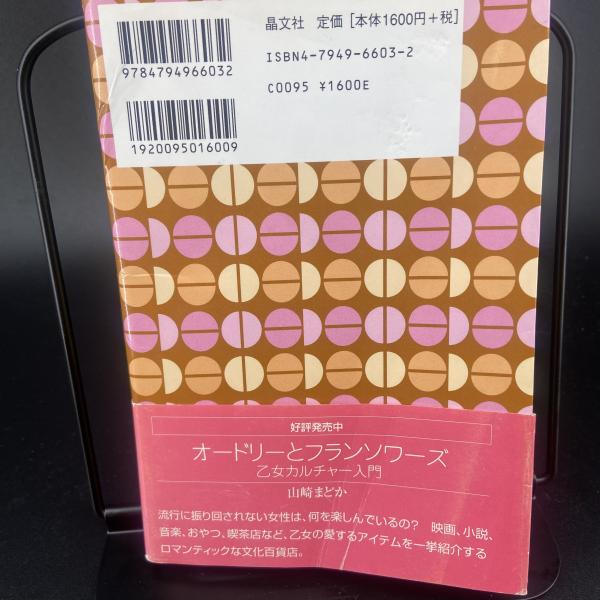 晶文社 定価[本体1600円+税]
ISBN4-7949-6603-2
C0095 ¥1600E
9784794966032
1920095016009
好評発売中
オードリーとフランソワーズ
乙女カルチャー入門
山崎まどか
流行に振り回されない女性は、何を楽しんでいるの? 映画、小説、
音楽、おやつ、喫茶店など、乙女の愛するアイテムを一挙紹介する
ロマンティックな文化百貨店。